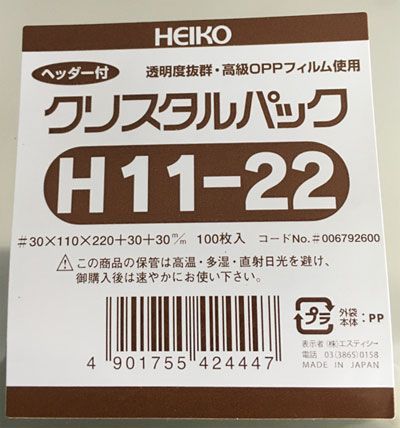 HEIKO
ヘッダー付 透明度抜群・高級OPPフィルム使用
クリスタルパック
H11-22
#30×110×220+30+30m/m 100枚入 コードNo.#006792600
この商品の保管は高温・多湿・直射日光を避け、
御購入後は速やかにお使い下さい。
プラ 外袋 本体 : PP
表示者 (株)エスティシー
電話 03(3865)0158
MADE IN JAPAN
4 901755 424447